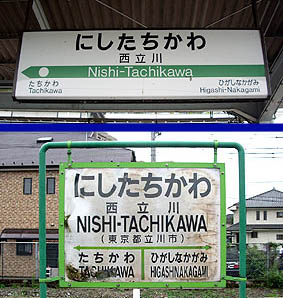 にしたちかわ
西立川
Nishi-Tachikawa
たちかわ ひがしなかがみ
Tachikawa Higashi-Nakagami
にしたちかわ
西立川
NISHI-TACHIKAWA
(東京都立川市)
たちかわ ひがしなかがみ
TACHIKAWA HIGASHINAKAGAMI